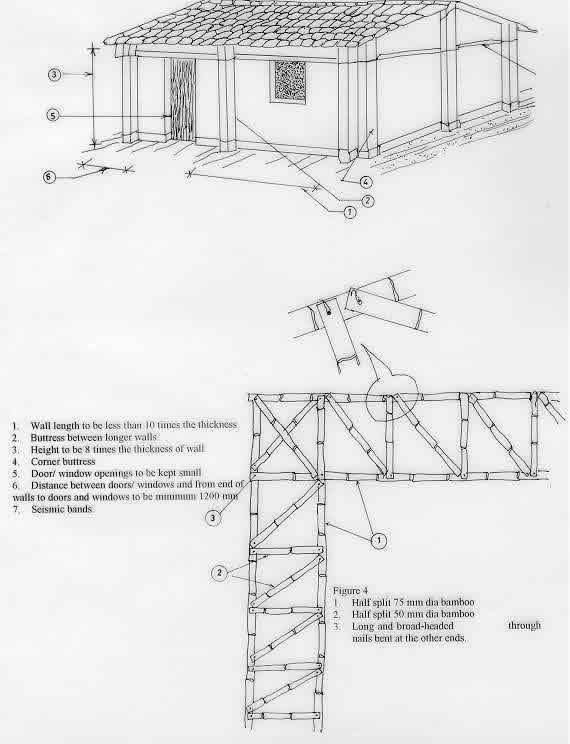 3
5
6
4
2
1
1. Wall length to be less than 10 times the thickness
2. Buttress between longer walls
3. Height to be 8 times the thickness of wall
4. Corner buttress
5. Door/ window openings to be kept small
6. Distance between doors/ windows and from end of
walls to doors and windows to be minimum 1200 mm
7. Seismic bands
3
1
2
Figure 4
1. Half split 75 mm dia bamboo
2. Half split 50 mm dia bamboo
3. Long and broad-headed through
nails bent at the other ends.